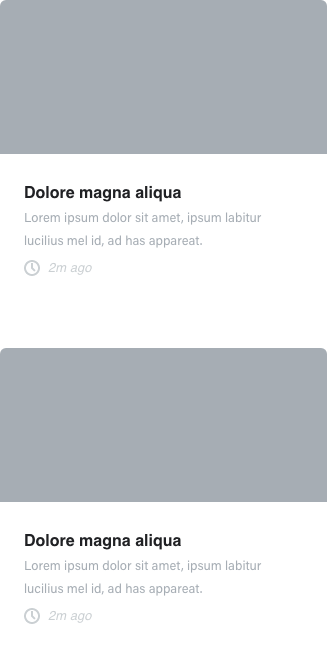 Dolore magna aliqua
Lorem ipsum dolor sit amet, ipsum labitur
lucilius mel id, ad has appareat.
2m ago
Dolore magna aliqua
Lorem ipsum dolor sit amet, ipsum labitur
lucilius mel id, ad has appareat.
2m ago